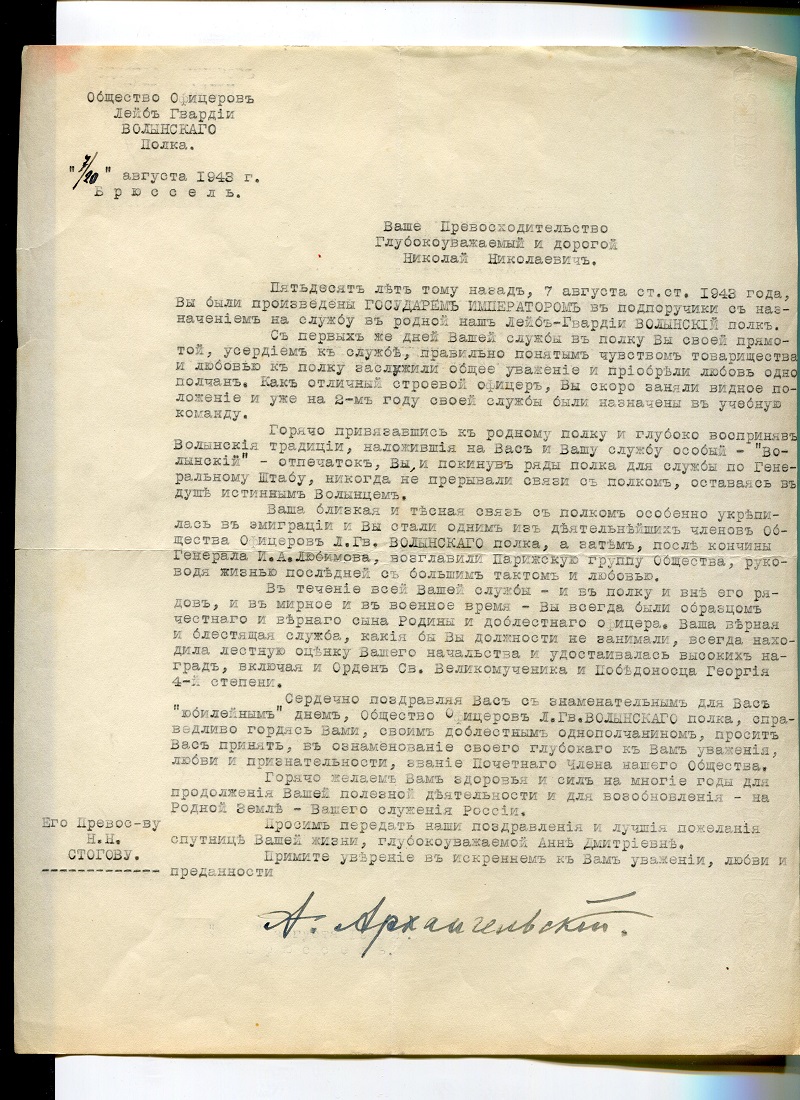 Общество Офицеровъ
Лейбъ Гвардіи
ВОЛЫНСКАГО
Полка.
"7/20" августа 1943 г.
Брюссель.
Ваше Превосходительство
Глубокоуважаемый и дорогой
Николай Николаевичъ.
Пятьдесятъ лѣтъ тому назадъ, 7 августа ст.ст. 1943 года,
Вы были произведены ГОСУДАРЕМЪ ИМПЕРАТОРОМЪ въ подпоручики съ наз-
наченіемъ на службу въ родной нашъ Лейбъ-Гвардіи ВОЛЫНСКІЙ полкъ.
Съ первыхъ же дней Вашей службы въ полку Вы своей прямо-
той, усердіемъ къ службѣ, правильно понятымъ чувствомъ товарищества
и любовью къ полку заслужили общее уваженіе и пріобрѣли любовь одно
полчанъ. Какъ отличный строевой офицеръ, Вы скоро заняли видное по-
ложеніе и уже на 2-мъ году своей службы были назначены въ учебную
команду.
Горячо привязавшись къ родному полку и глубоко воспринявъ
Волынскія традиціи, наложившія на Васъ и Вашу службу особый - "Во-
лынскій" - отпечатокъ, Вы, и покинувъ ряды полка для службы по Гене-
ральному Штабу, никогда не прерывали связи съ полкомъ, оставаясь въ
душѣ истиннымъ Волынцемъ.
Ваша близкая и тѣсная связь съ полкомъ особенно укрѣпи-
лась въ эмиграціи и Вы стали однимъ изъ дѣятельнѣйшихъ членовъ Об-
щества Офицеровъ Л.Гв. ВОЛЫНСКАГО полка, а затѣмъ, послѣ кончины
Генерала И.А.Любимова, возглавили Парижскую группу Общества, руко-
водя жизнью послѣдней съ большимъ тактомъ и любовью.
Въ теченіе всей Вашей службы - и въ полку и внѣ его ря-
довъ, и въ мирное и въ военное время - Вы всегда были образцомъ
честнаго и вѣрнаго сына Родины и доблестнаго офицера. Ваша вѣрная
и блестящая служба, какія бы Вы должности не занимали, всегда нахо-
дила лестную оцѣнку Вашего начальства и удостаивалась высокихъ на-
градъ, включая и Орденъ Св. Великомученика и Побѣдоносца Георгія
4-й степени.
Сердечно поздравляя Васъ съ знаменательнымъ для Васъ
"юбилейнымъ" днемъ, Общество Офицеровъ Л.Гв.ВОЛЫНСКАГО полка, спра-
ведливо гордясь Вами, своимъ доблестнымъ однополчаниномъ, проситъ
Васъ принять, въ ознаменованіе своего глубокаго къ Вамъ уваженія,
любви и признательности, званіе Почетнаго Члена нашего Общества.
Горячо желаемъ Вамъ здоровья и силъ на многіе годы для
продолженія Вашей полезной дѣятельности и для возобновленія - на
Родной Землѣ - Вашего служенія Россіи.
Просимъ передать наши поздравленія и лучшія пожеланія
спутницѣ Вашей жизни, глубокоуважаемой Аннѣ Дмитріевнѣ.
Примите увѣреніе въ искреннемъ къ Вамъ уваженіи, любви и
преданности
Его Превос-ву
Н.Н.
СТОГОВУ.
А. Архангельскій.